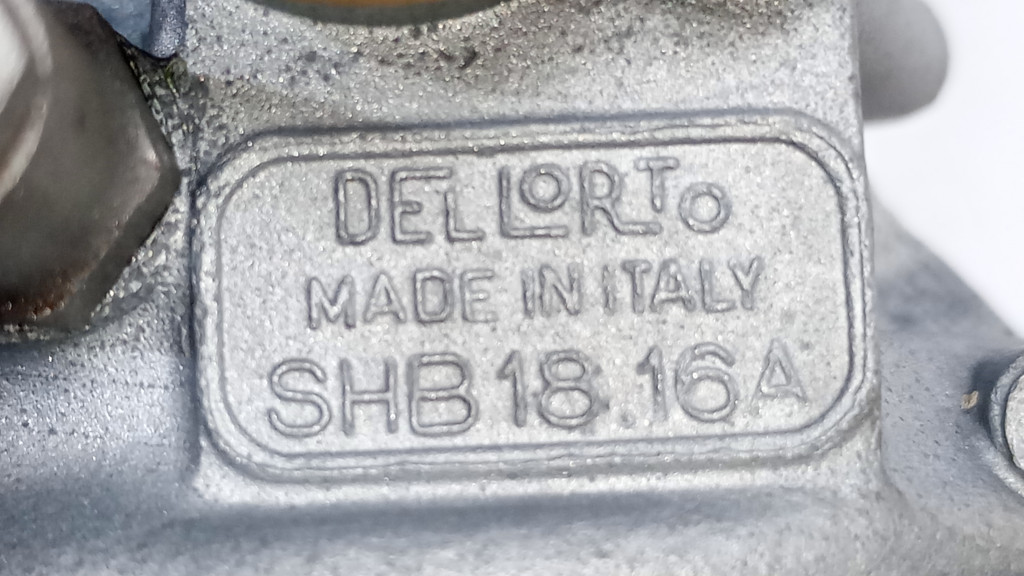 DELLORTO
MADE IN ITALY
SHB 18.16A